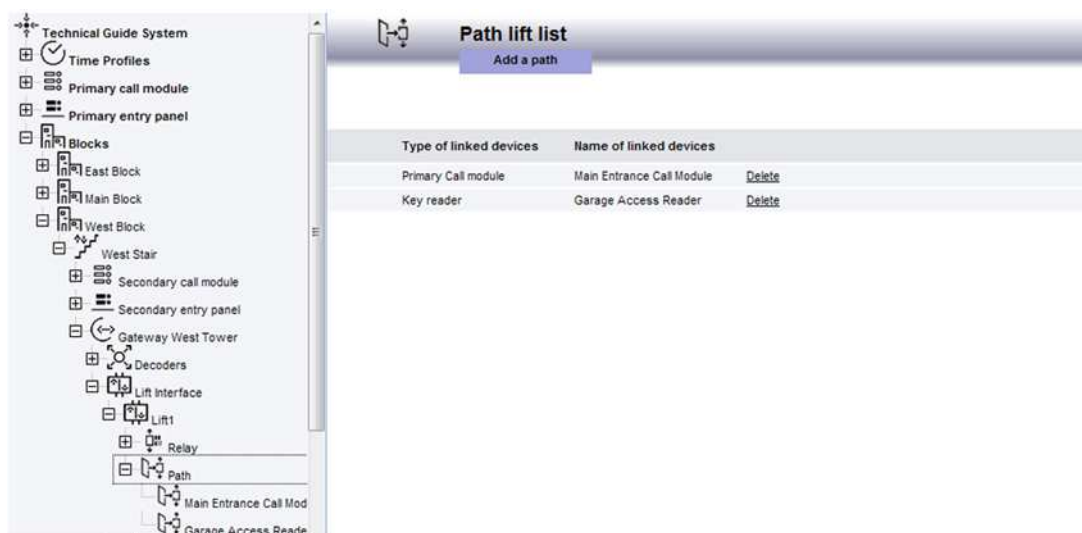 Technical Guide System
Time Profiles
Primary call module
Primary entry panel
Blocks
East Block
Main Block
West Block
West Stair
Secondary call module
Secondary entry panel
Gateway West Tower
Decoders
Lift Interface
Lift1
Relay
Path
Main Entrance Call Mod
Garage Access Reade
Path lift list
Add a path
Type of linked devices Name of linked devices
Primary Call module Main Entrance Call Module Delete
Key reader Garage Access Reader Delete